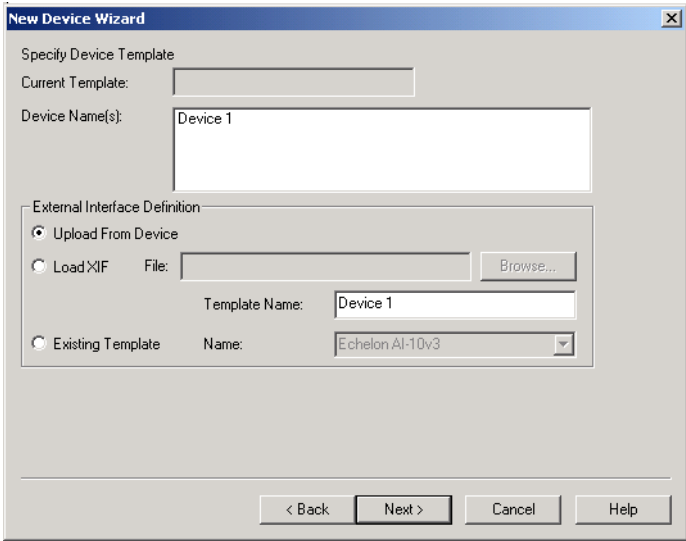 New Device Wizard
Specify Device Template
Current Template:
Device Name(s):
Device 1
External Interface Definition
Upload From Device
Load XIF File: Browse...
Template Name: Device 1
Existing Template Name: Echelon AI-10v3
< Back Next > Cancel Help